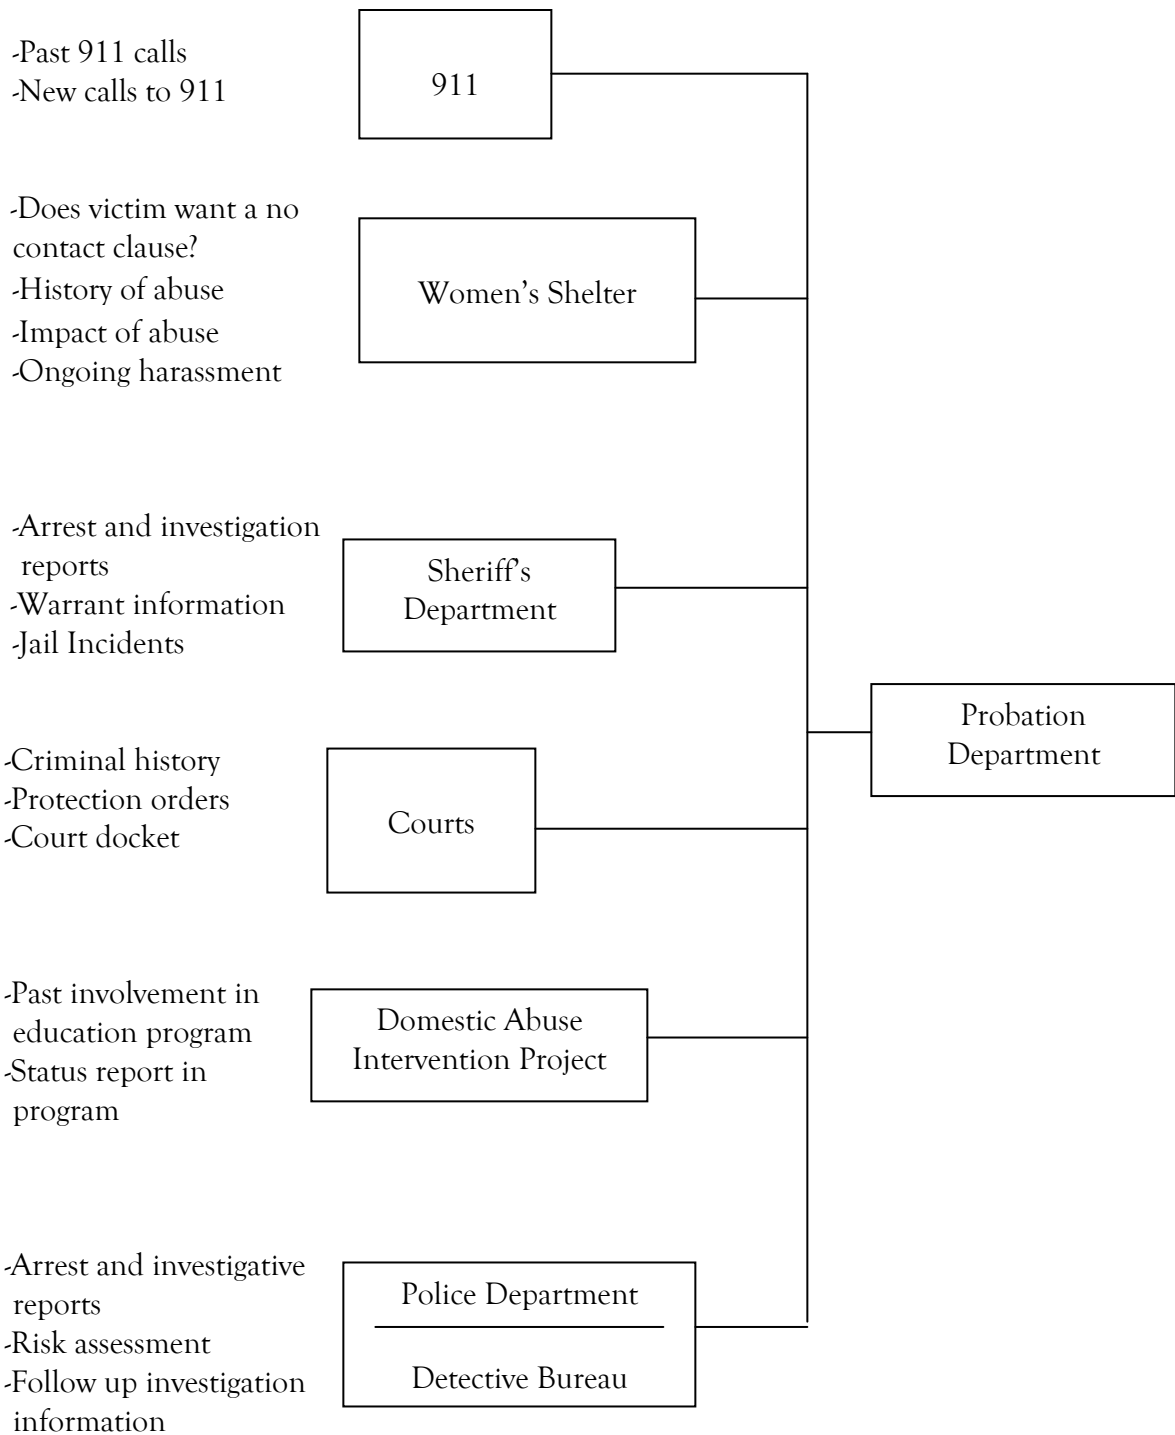 -Past 911 calls
-New calls to 911
911
-Does victim want a no
contact clause?
-History of abuse
-Impact of abuse
-Ongoing harassment
Women’s Shelter
-Arrest and investigation
reports
-Warrant information
-Jail Incidents
Sheriff’s
Department
Probation
Department
-Criminal history
-Protection orders
-Court docket
Courts
-Past involvement in
education program
-Status report in
program
Domestic Abuse
Intervention Project
-Arrest and investigative
reports
-Risk assessment
-Follow up investigation
information
Police Department
Detective Bureau